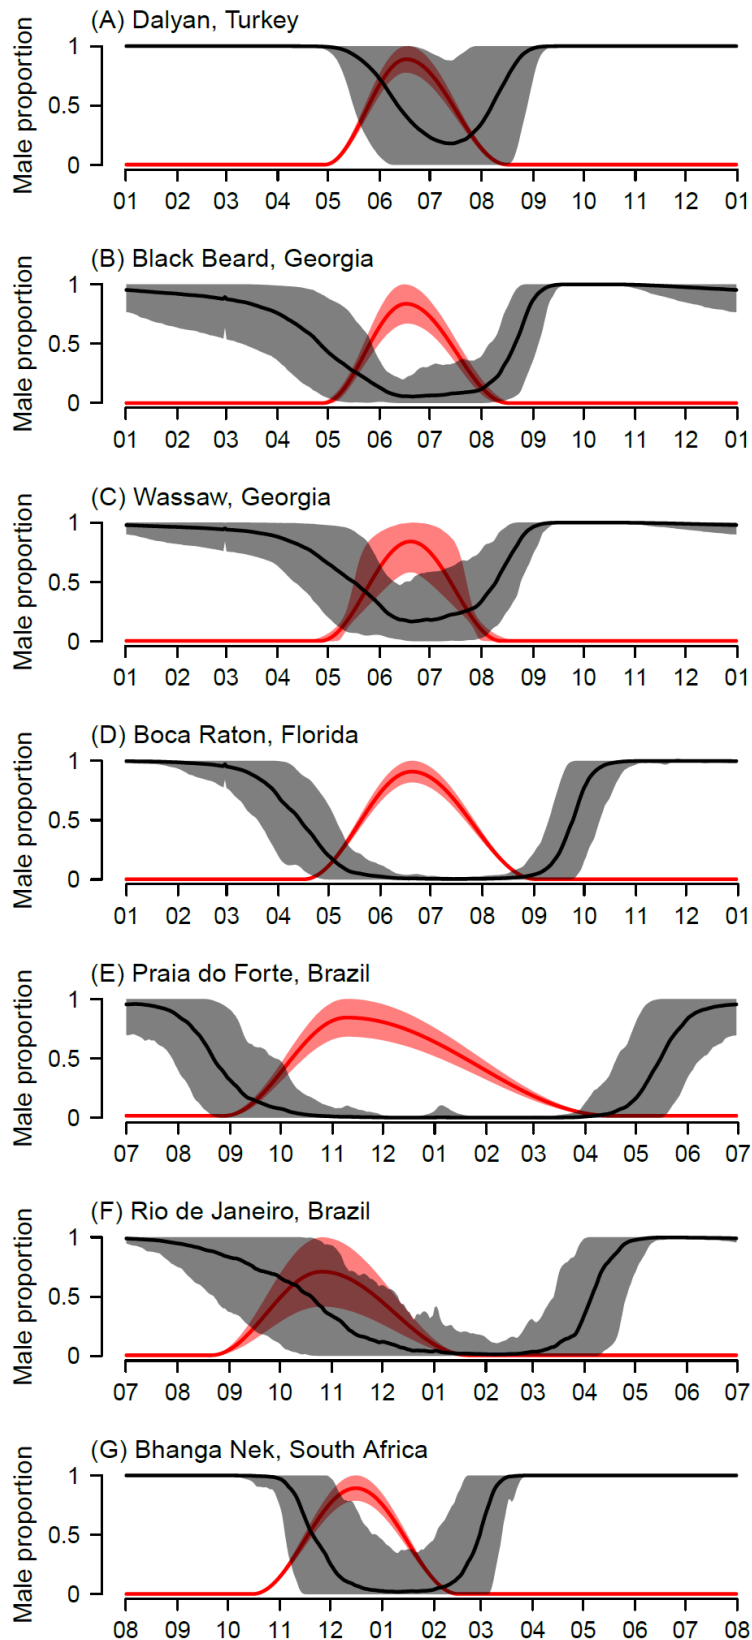 (A) Dalyan, Turkey
Male proportion
1
0.5
0
01 02 03 04 05 06 07 08 09 10 11 12 01
(B) Black Beard, Georgia
Male proportion
1
0.5
0
01 02 03 04 05 06 07 08 09 10 11 12 01
(C) Wassaw, Georgia
Male proportion
1
0.5
0
01 02 03 04 05 06 07 08 09 10 11 12 01
(D) Boca Raton, Florida
Male proportion
1
0.5
0
01 02 03 04 05 06 07 08 09 10 11 12 01
(E) Praia do Forte, Brazil
Male proportion
1
0.5
0
07 08 09 10 11 12 01 02 04 05 06 07
(F) Rio de Janeiro, Brazil
Male proportion
1
0.5
0
07 08 09 10 11 12 01 02 03 04 05 06 07
(G) Bhanga Nek, South Africa
Male proportion
1
0.5
0
08 09 10 11 12 01 02 03 04 05 06 07 08